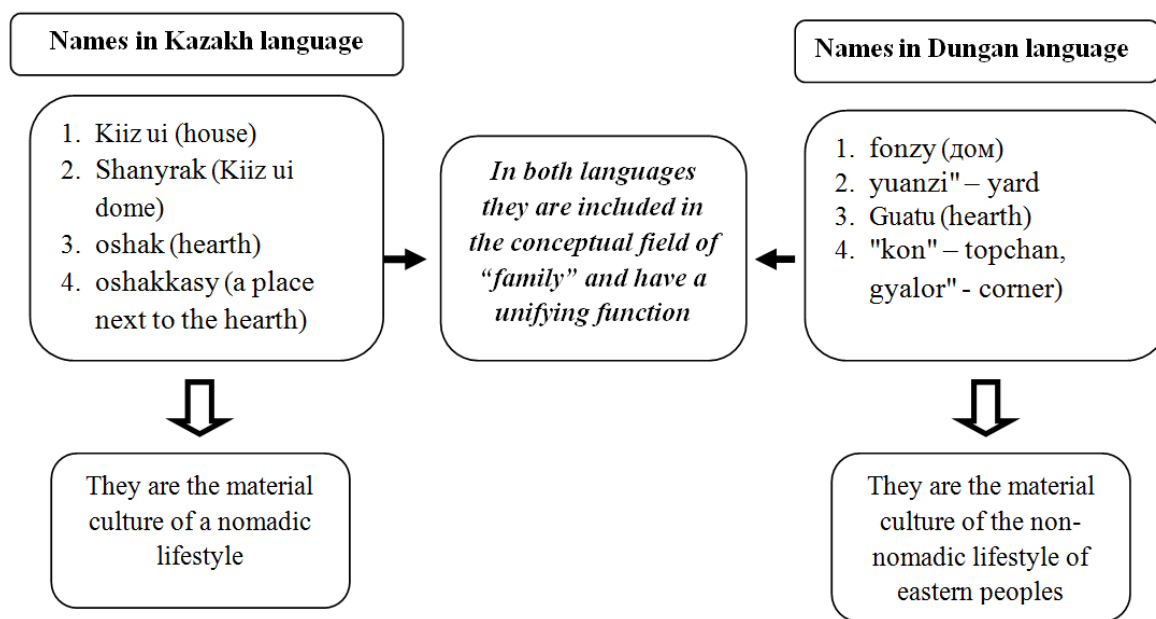 Names in Kazakh language
1. Kiiz ui (house)
2. Shanyrak (Kiiz ui
dome)
3. oshak (hearth)
4. oshakkasy (a place
next to the hearth)
They are the material
culture of a nomadic
lifestyle
In both languages
they are included in
the conceptual field of
“family” and have a
unifying function
Names in Dungan language
1. fonzy (дом)
2. yuanzi" – yard
3. Guatu (hearth)
4. "kon" – topchan,
gyalor" - corner)
They are the material
culture of the non-
nomadic lifestyle of
eastern peoples